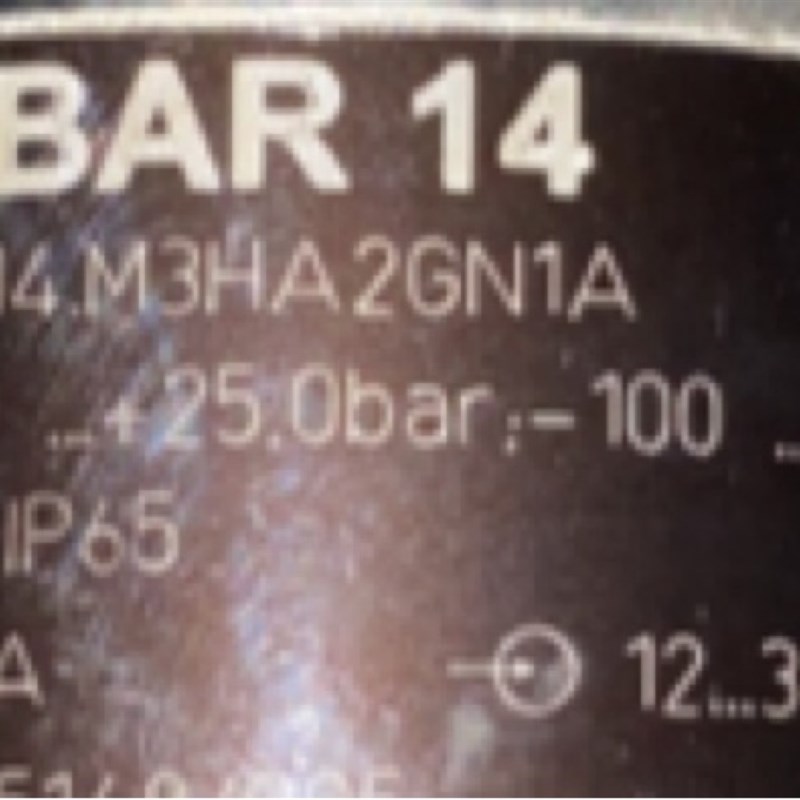 BAR 14
14.M3HA2GN1A
...+25.0bar;-100 ...
IP65
A 12...3